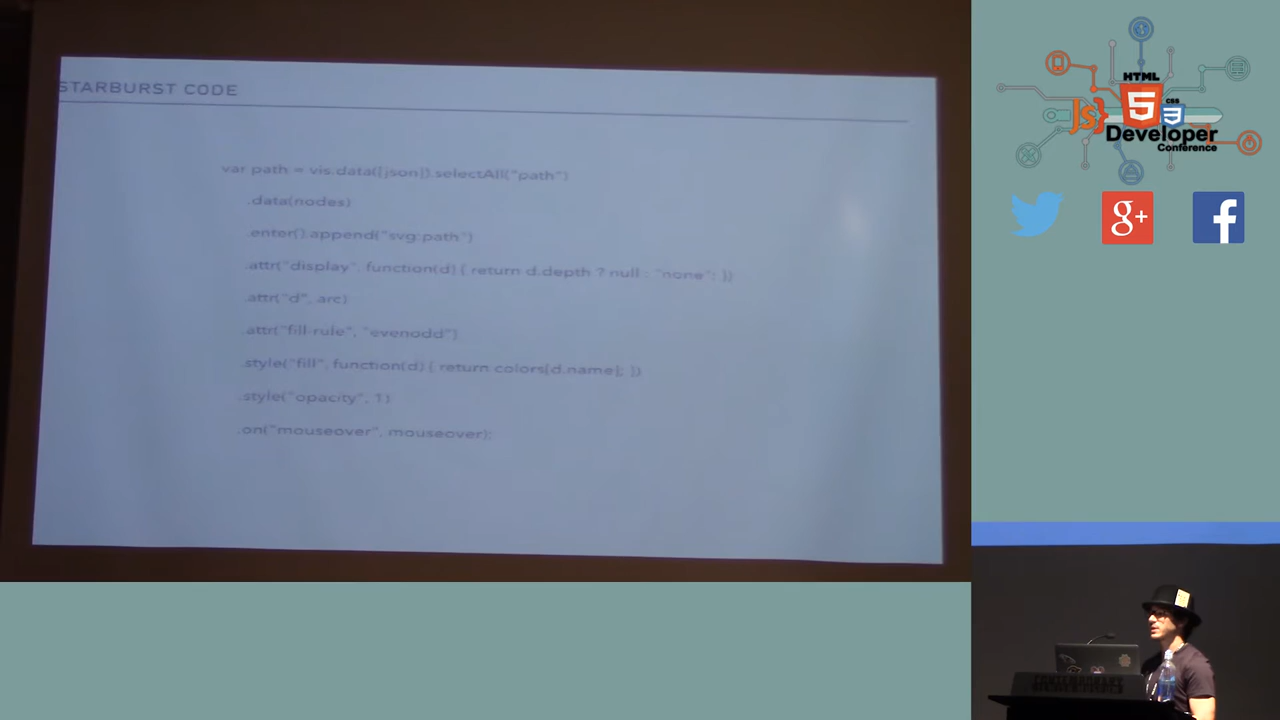 STARBURST CODE
var path = vis.data([json]).selectAll("path")
.data(nodes)
.enter().append("svg:path")
.attr("display", function(d) { return d.depth ? null : "none"; })
.attr("d", arc)
.attr("fill-rule", "evenodd")
.style("fill", function(d) { return colors[d.name]; })
.style("opacity", 1)
.on("mouseover", mouseover);
HTML
5
CSS
3
JS}
Developer
Conference
g+
f